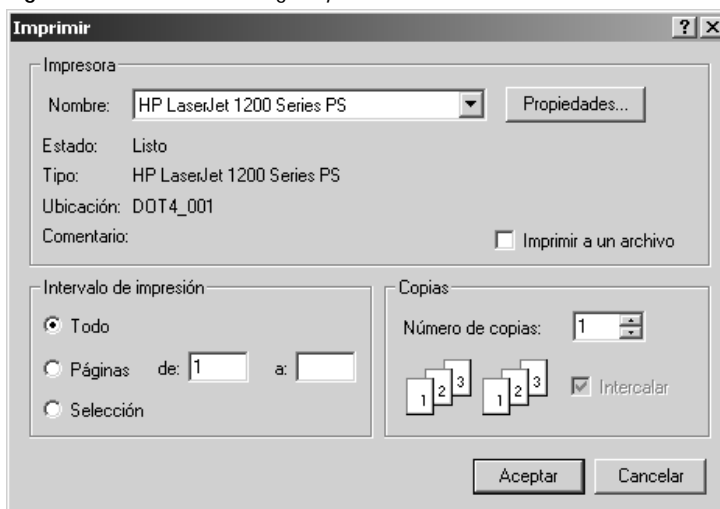 Imprimir
Impresora
Nombre: HP LaserJet 1200 Series PS Propiedades...
Estado: Listo
Tipo: HP LaserJet 1200 Series PS
Ubicación: DOT4_001
Comentario: Imprimir a un archivo
Intervalo de impresión
Todo
Páginas de: 1 a:
Selección
Copias
Número de copias: 1
1 2 3 1 2 3 Intercalar
Aceptar Cancelar